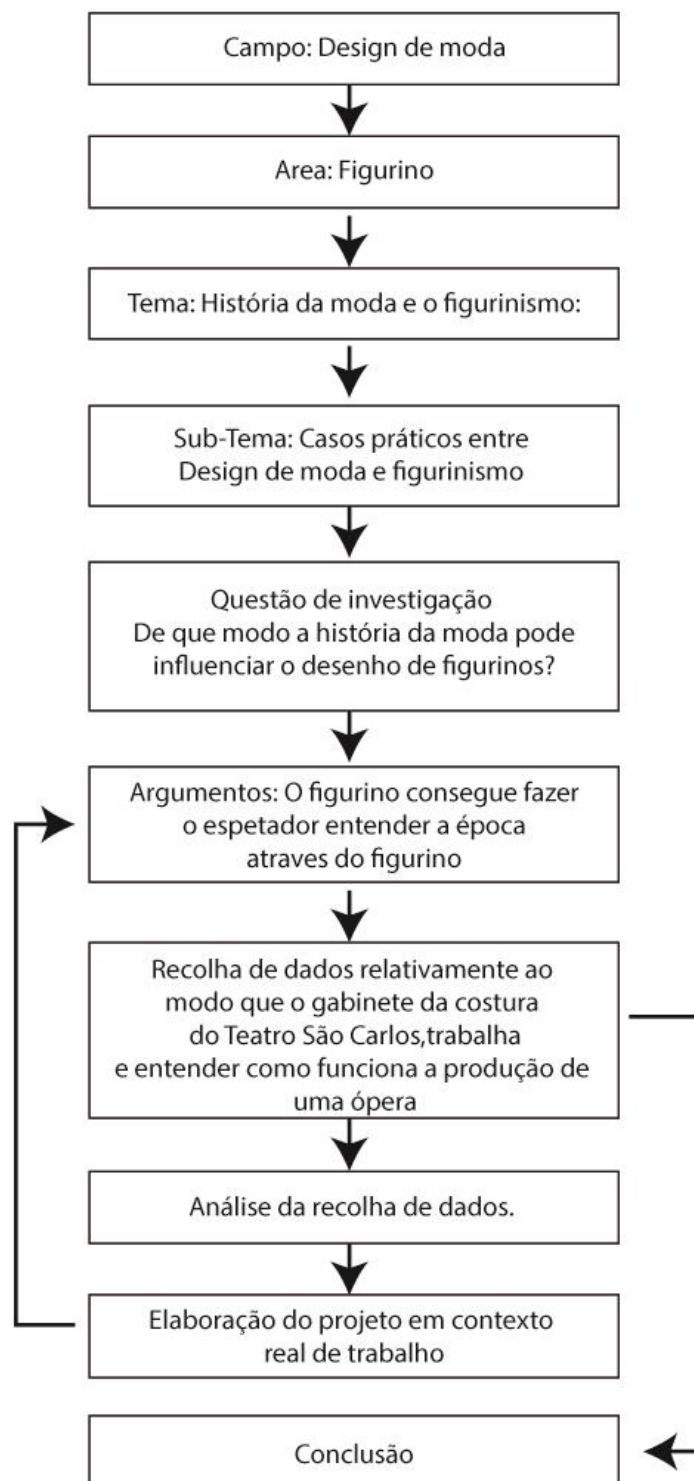 Campo: Design de moda
Area: Figurino
Tema: História da moda e o figurinismo:
Sub-Tema: Casos práticos entre
Design de moda e figurinismo
Questão de investigação
De que modo a história da moda pode
influenciar o desenho de figurinos?
Argumentos: O figurino consegue fazer
o espetador entender a época
atraves do figurino
Recolha de dados relativamente ao
modo que o gabinete da costura
do Teatro São Carlos,trabalha
e entender como funciona a produção de
uma ópera
Análise da recolha de dados.
Elaboração do projeto em contexto
real de trabalho
Conclusão